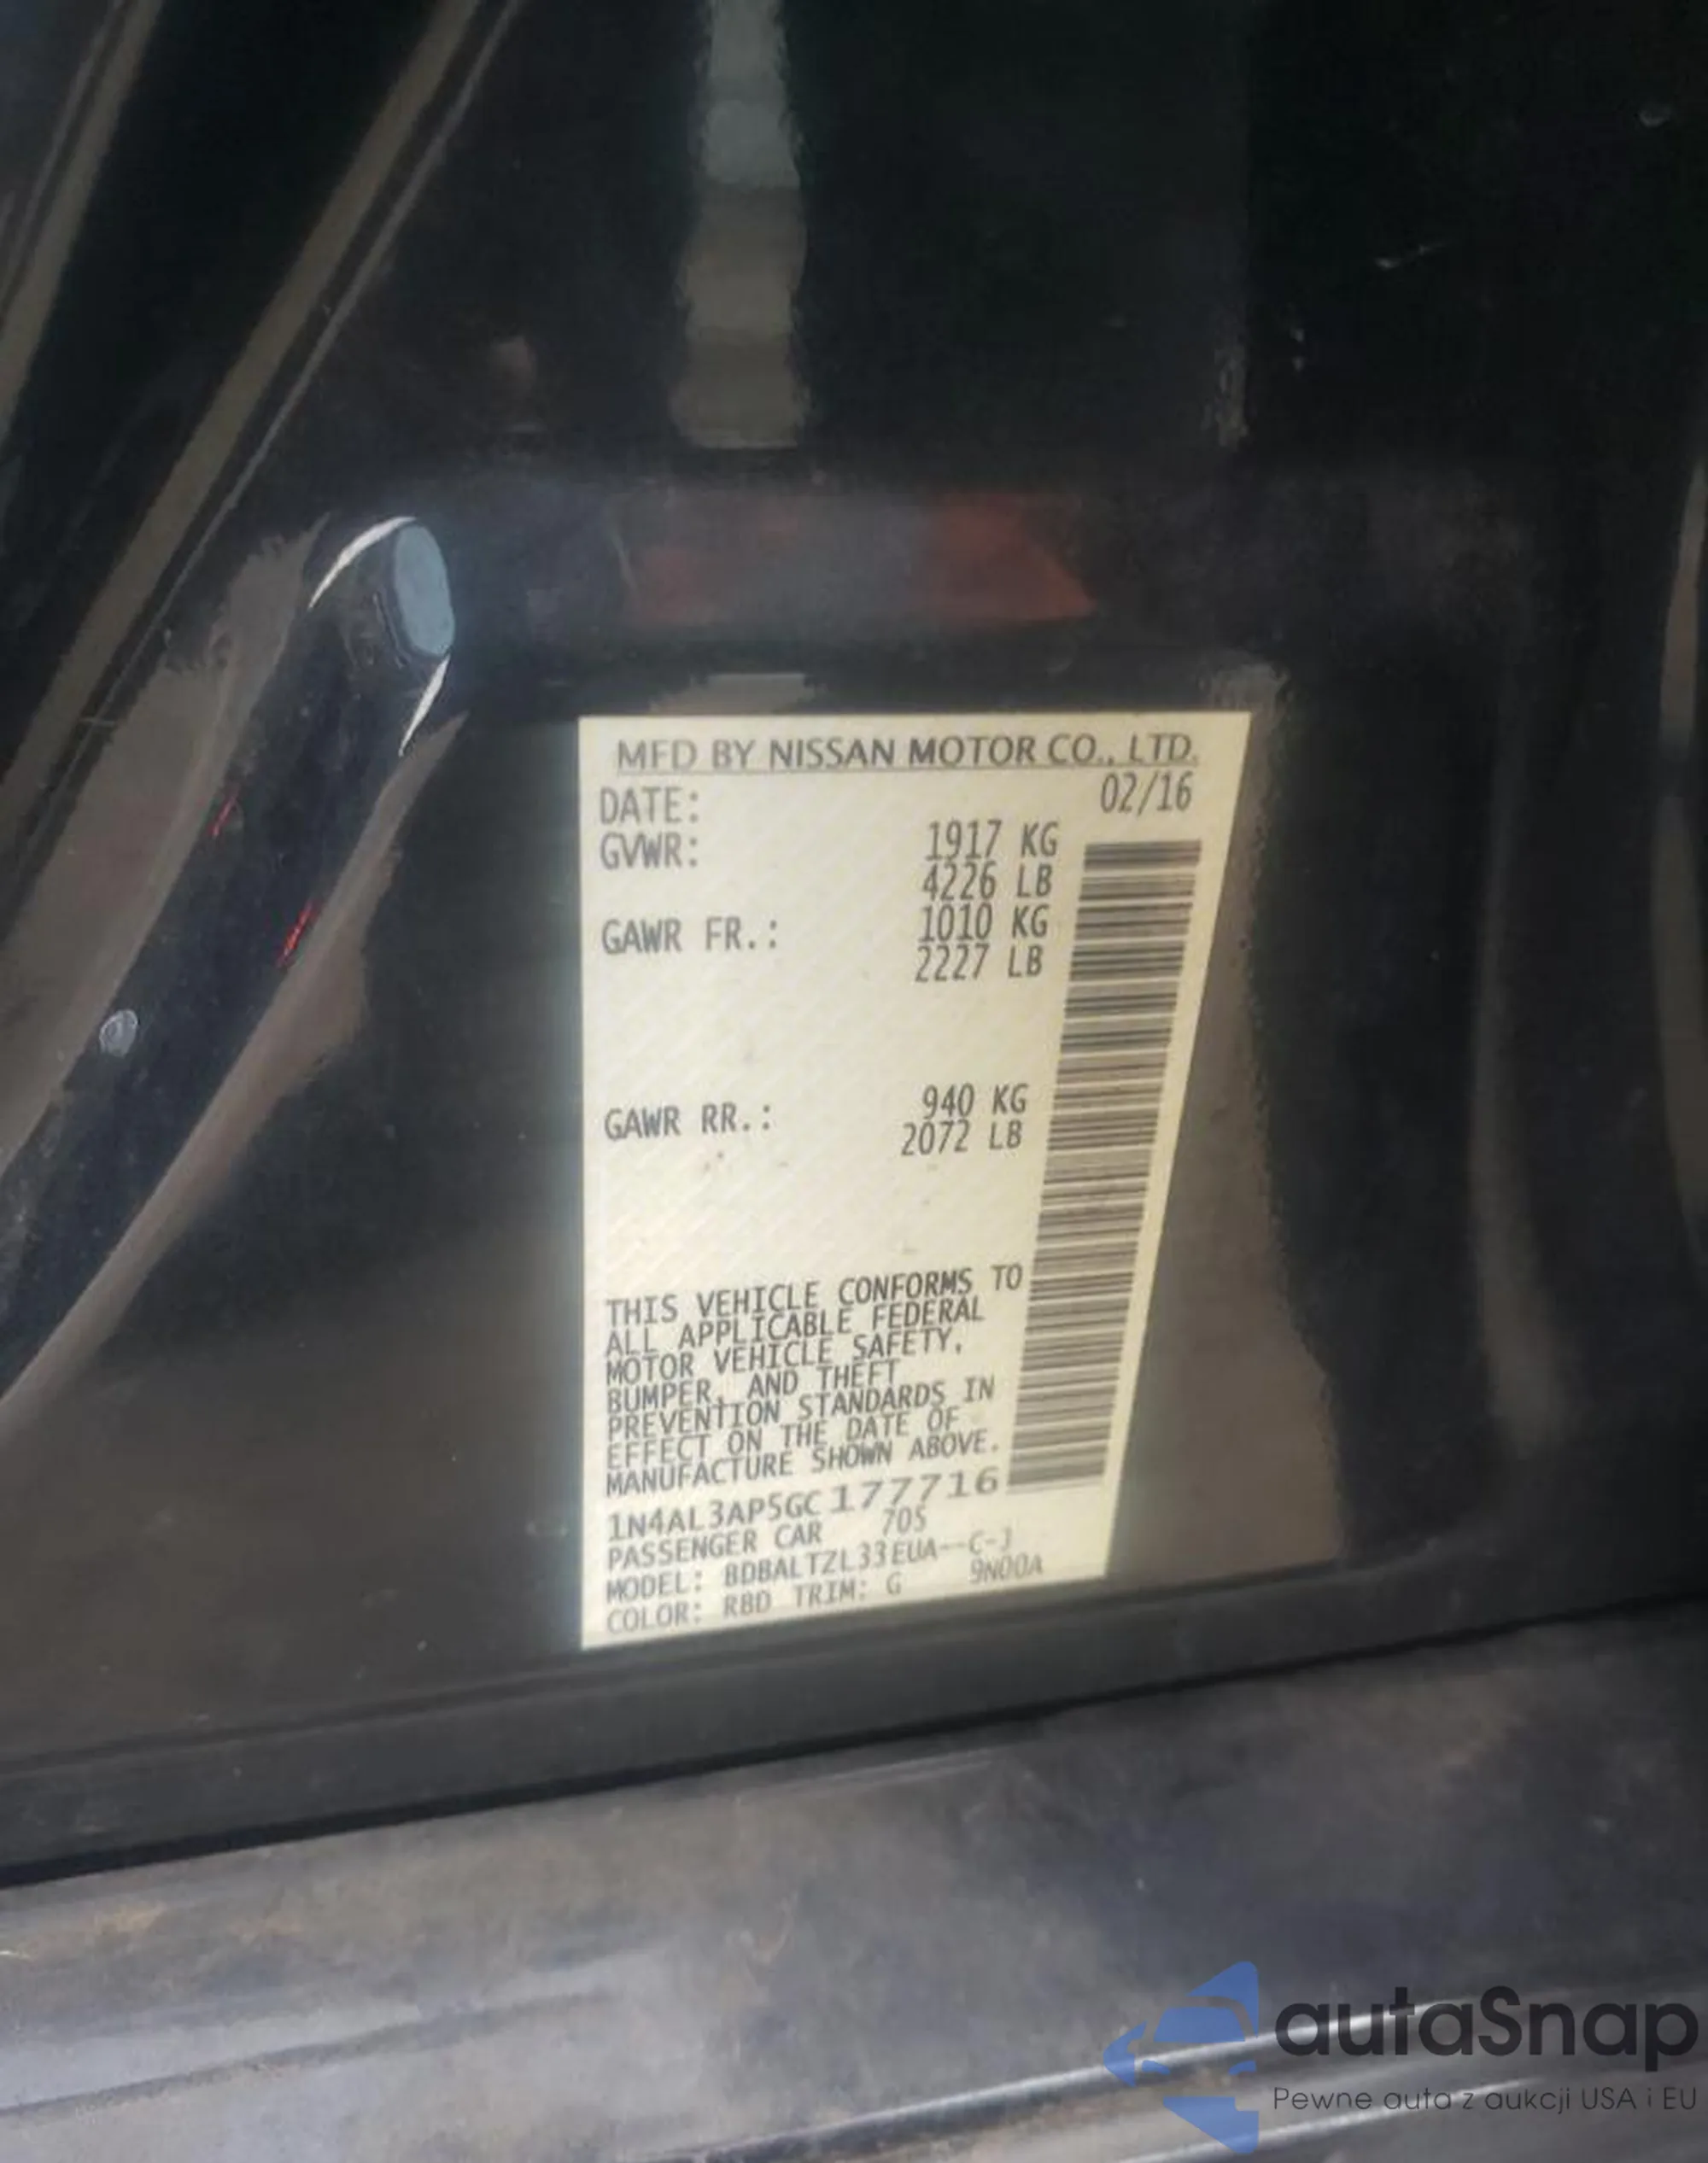 MFD BY NISSAN MOTOR CO., LTD.
DATE: 02/16
GVWR: 1917 KG
4226 LB
GAWR FR.: 1010 KG
2227 LB
GAWR RR.: 940 KG
2072 LB
THIS VEHICLE CONFORMS TO
ALL APPLICABLE FEDERAL
MOTOR VEHICLE SAFETY,
BUMPER, AND THEFT
PREVENTION STANDARDS IN
EFFECT ON THE DATE OF
MANUFACTURE SHOWN ABOVE.
1N4AL3AP5GC177716
PASSENGER CAR 705
MODEL: BDBALTZL33EUA--C-J
COLOR: RBD TRIM: G 9N00A
autaSnap
Pewne auta z aukcji USA i EU